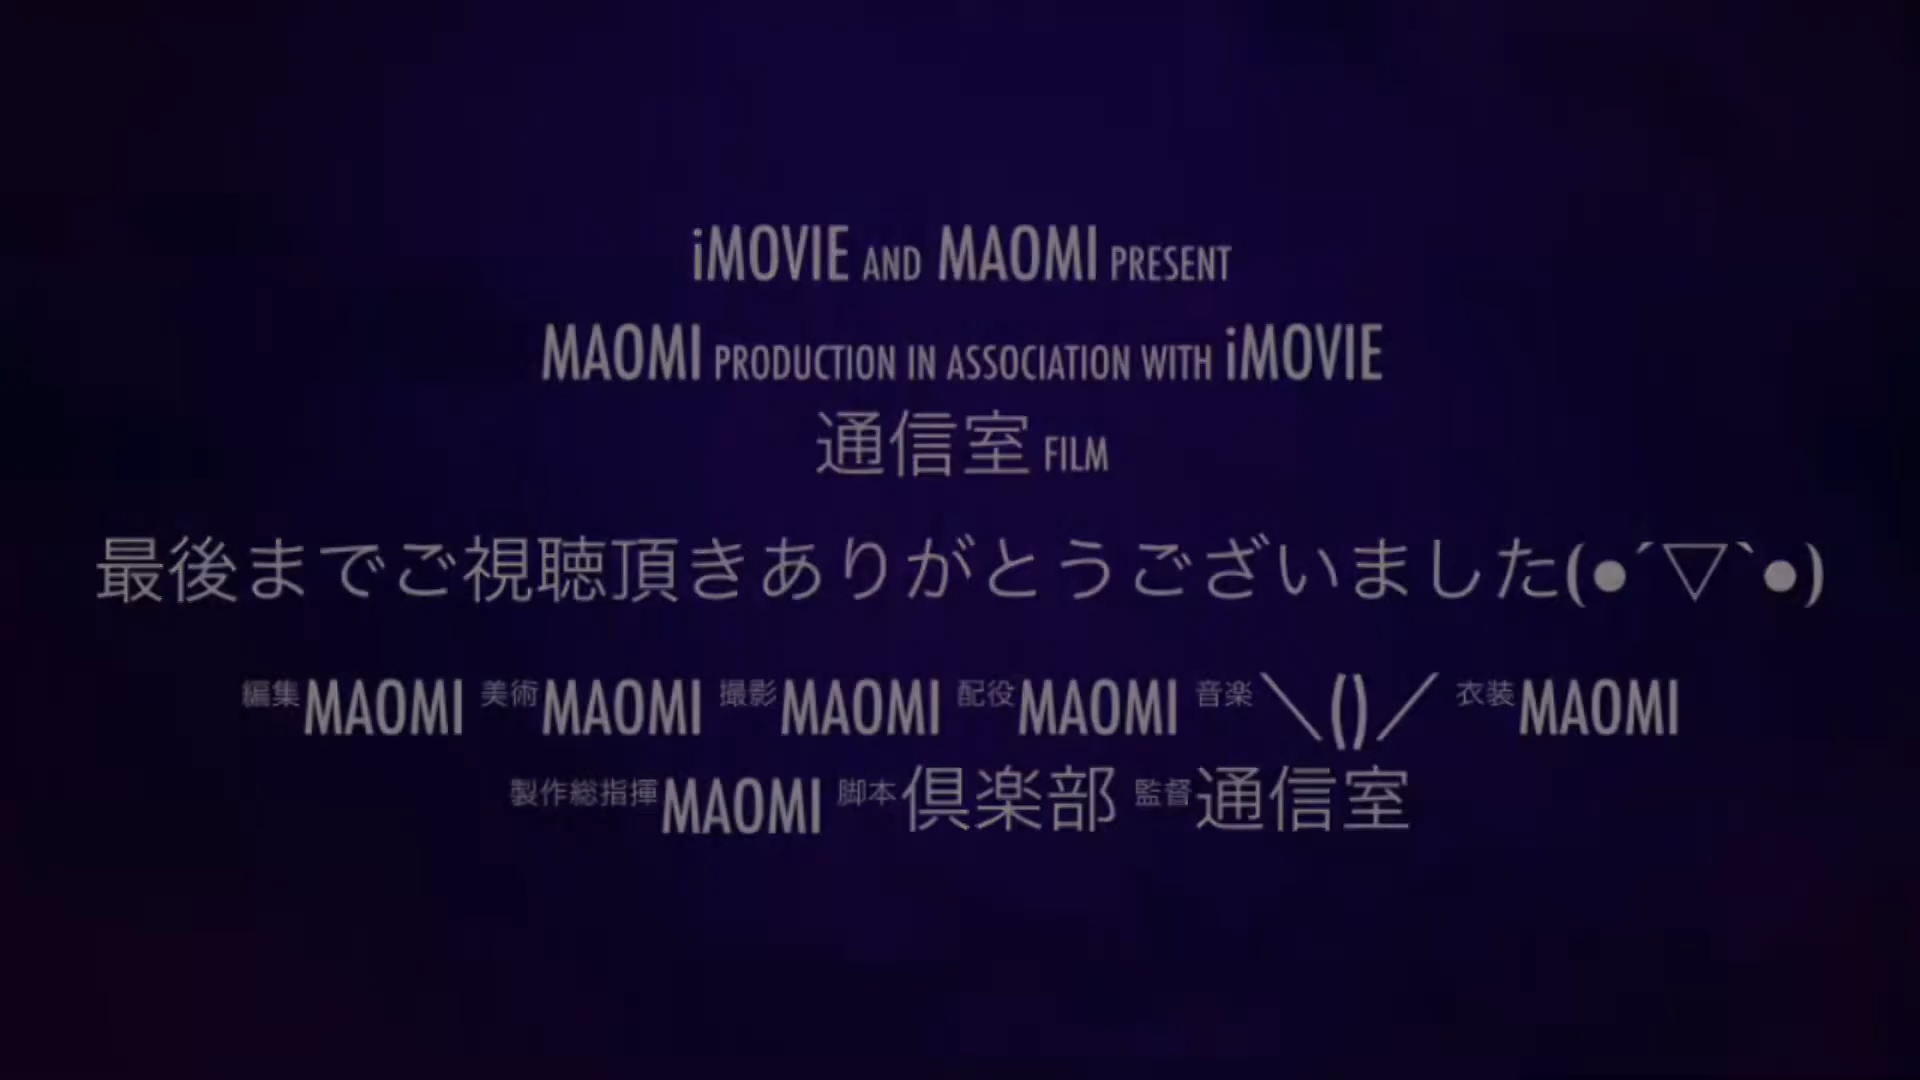 iMOVIE AND MAOMI PRESENT
MAOMI PRODUCTION IN ASSOCIATION WITH iMOVIE
通信室 FILM
最後までご視聴頂きありがとうございました(●´▽`●)
編集MAOMI 美術MAOMI 撮影MAOMI 配役MAOMI 音楽＼()／ 衣装MAOMI
製作総指揮MAOMI 脚本倶楽部 監督通信室